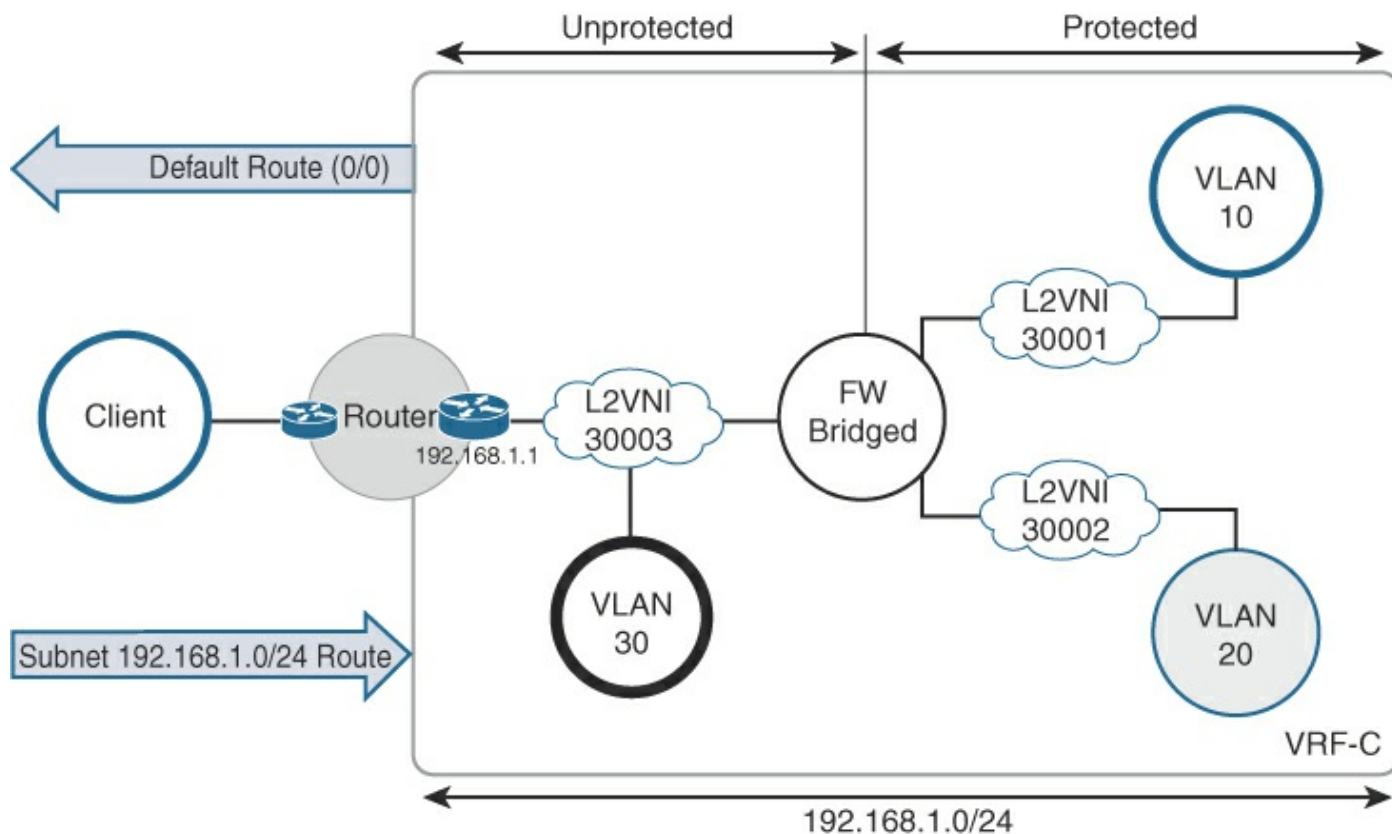 Unprotected
Protected
Default Route (0/0)
VLAN
10
L2VNI
30001
Client
Router
192.168.1.1
L2VNI
30003
FW
Bridged
L2VNI
30002
VLAN
30
VLAN
20
Subnet 192.168.1.0/24 Route
VRF-C
192.168.1.0/24